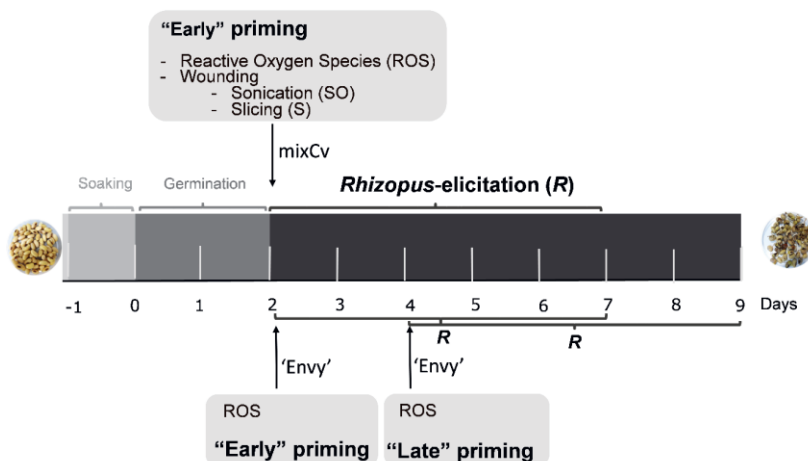 “Early” priming
- Reactive Oxygen Species (ROS)
- Wounding
- Sonication (SO)
- Slicing (S)
mixCv
Soaking
Germination
Rhizopus-elicitation (R)
-1 0 1 2 3 4 5 6 7 8 9 Days
R
R
‘Envy’
‘Envy’
ROS
“Early” priming
ROS
“Late” priming